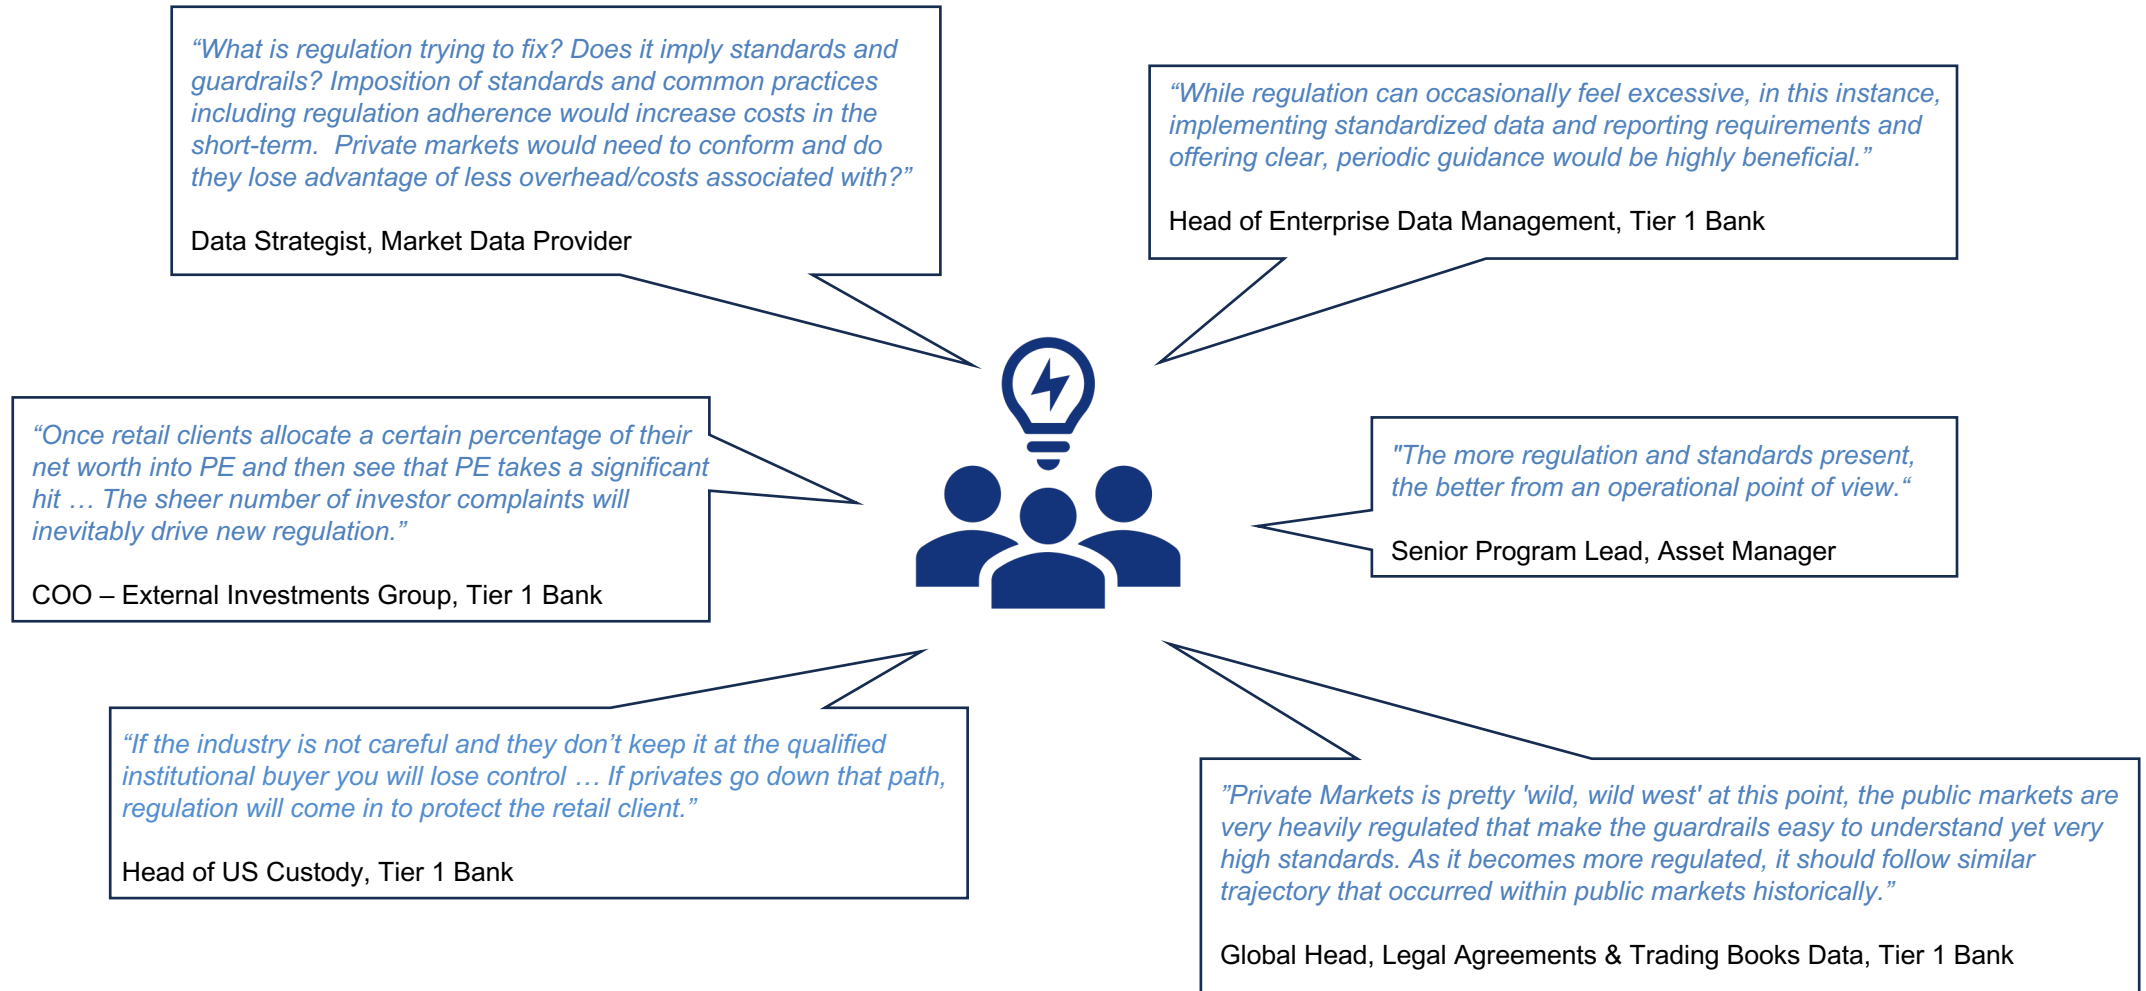 “What is regulation trying to fix? Does it imply standards and
guardrails? Imposition of standards and common practices
including regulation adherence would increase costs in the
short-term.  Private markets would need to conform and do
they lose advantage of less overhead/costs associated with?”
Data Strategist, Market Data Provider
“While regulation can occasionally feel excessive, in this instance,
implementing standardized data and reporting requirements and
offering clear, periodic guidance would be highly beneficial.”
Head of Enterprise Data Management, Tier 1 Bank
“Once retail clients allocate a certain percentage of their
net worth into PE and then see that PE takes a significant
hit … The sheer number of investor complaints will
inevitably drive new regulation.”
COO – External Investments Group, Tier 1 Bank
"The more regulation and standards present,
the better from an operational point of view.“
Senior Program Lead, Asset Manager
“If the industry is not careful and they don’t keep it at the qualified
institutional buyer you will lose control … If privates go down that path,
regulation will come in to protect the retail client.”
Head of US Custody, Tier 1 Bank
”Private Markets is pretty 'wild, wild west' at this point, the public markets are
very heavily regulated that make the guardrails easy to understand yet very
high standards. As it becomes more regulated, it should follow similar
trajectory that occurred within public markets historically.”
Global Head, Legal Agreements & Trading Books Data, Tier 1 Bank